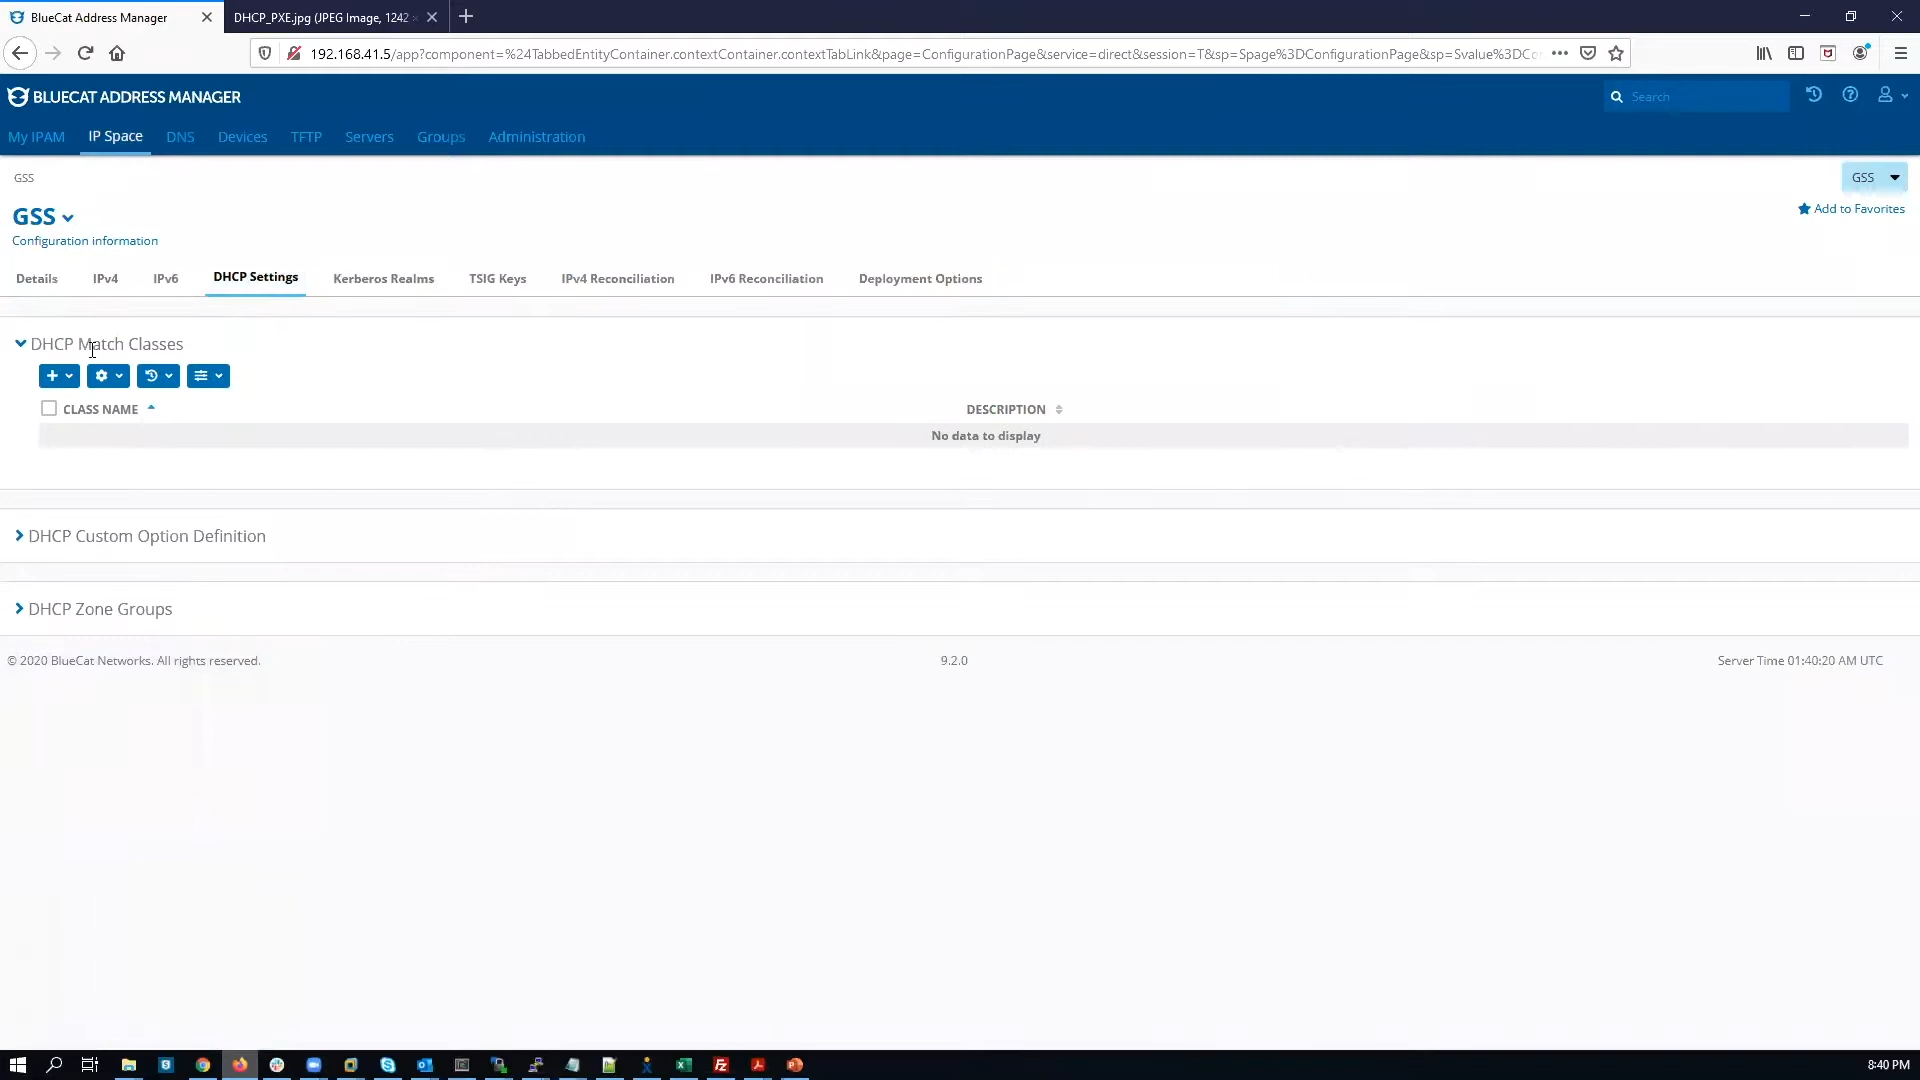 BlueCat Address Manager
DHCP_PXE.jpg (JPEG Image, 1242
192.168.41.5/app?component=%24TabbedEntityContainer.contextContainer.contextTabLink&page=ConfigurationPage&service=direct&session=T&sp=Spage%3DConfigurationPage&sp=Svalue%3DCo
BLUECAT ADDRESS MANAGER
Search
My IPAM IP Space DNS Devices TFTP Servers Groups Administration
GSS
GSS
GSS
Add to Favorites
Configuration information
Details IPv4 IPv6 DHCP Settings Kerberos Realms TSIG Keys IPv4 Reconciliation IPv6 Reconciliation Deployment Options
DHCP Match Classes
CLASS NAME DESCRIPTION
No data to display
DHCP Custom Option Definition
DHCP Zone Groups
© 2020 BlueCat Networks. All rights reserved. 9.2.0 Server Time 01:40:20 AM UTC
8:40 PM